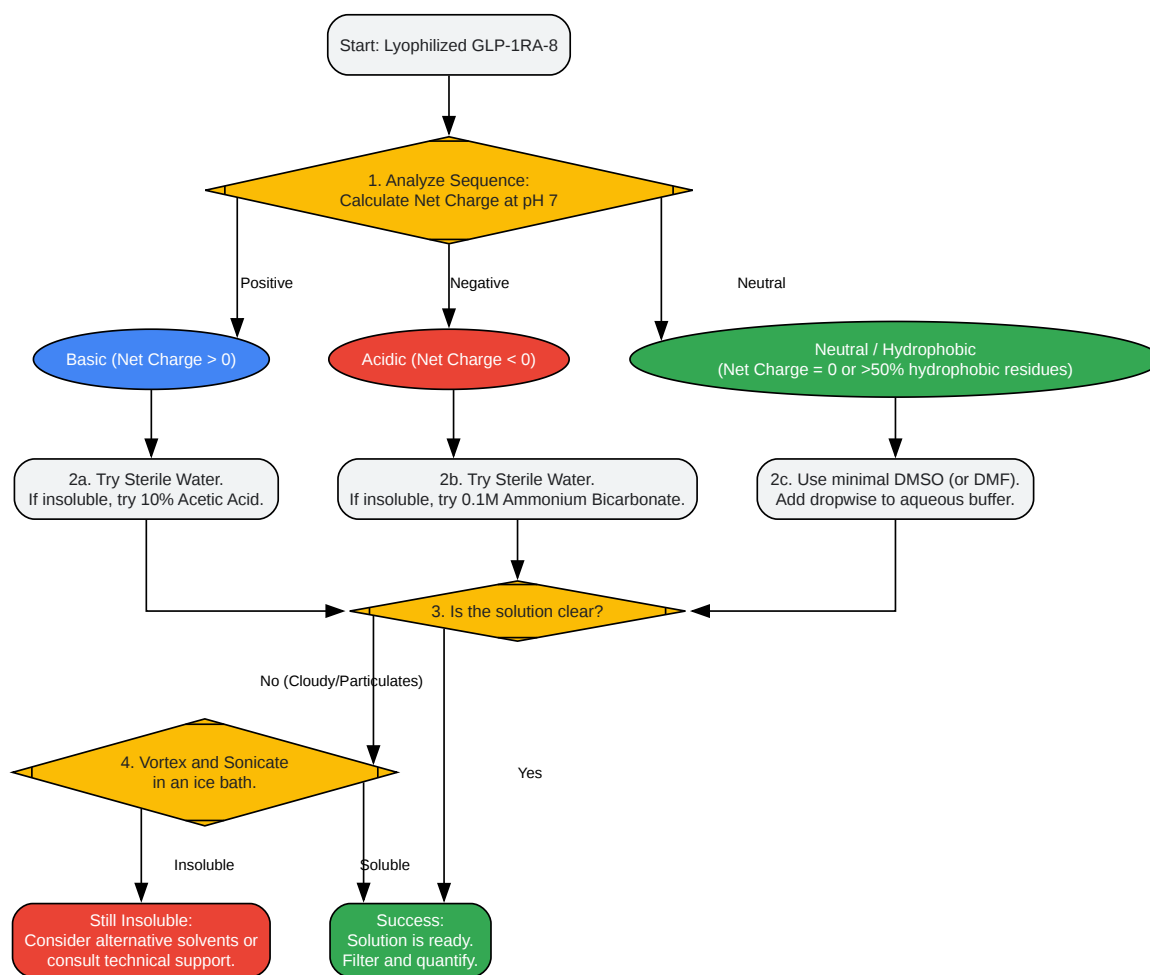 Start: Lyophilized GLP-1RA-8
1. Analyze Sequence:
Calculate Net Charge at pH 7
Positive
Negative
Neutral
Basic (Net Charge > 0)
Acidic (Net Charge < 0)
Neutral / Hydrophobic
(Net Charge = 0 or >50% hydrophobic residues)
2a. Try Sterile Water.
If insoluble, try 10% Acetic Acid.
2b. Try Sterile Water.
If insoluble, try 0.1M Ammonium Bicarbonate.
2c. Use minimal DMSO (or DMF).
Add dropwise to aqueous buffer.
3. Is the solution clear?
No (Cloudy/Particulates)
4. Vortex and Sonicate
in an ice bath.
Yes
Insoluble
Soluble
Still Insoluble:
Consider alternative solvents or
consult technical support.
Success:
Solution is ready.
Filter and quantify.